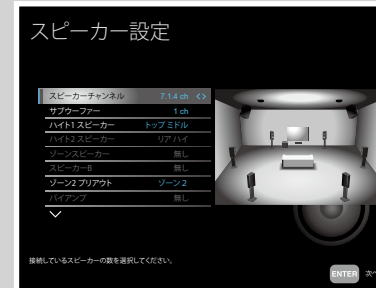 スピーカー設定
スピーカーチャンネル 7.1.4 ch <>
サブウーファー 1 ch
ハイト1 スピーカー トップ ミドル
ハイト2 スピーカー リア ハイ
ゾーンスピーカー 無し
スピーカーB 無し
ゾーン2 プリアウト ゾーン 2
バイアンプ 無し
接続しているスピーカーの数を選択してください。
ENTER 次へ